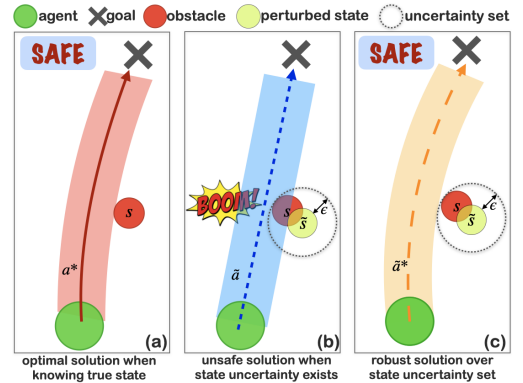 agent goal obstacle perturbed state uncertainty set
SAFE
s
a*
(a)
optimal solution when
knowing true state
BOOM!
s
s̃
ϵ
ã
(b)
unsafe solution when
state uncertainty exists
SAFE
s
s̃
ϵ
ã*
(c)
robust solution over
state uncertainty set